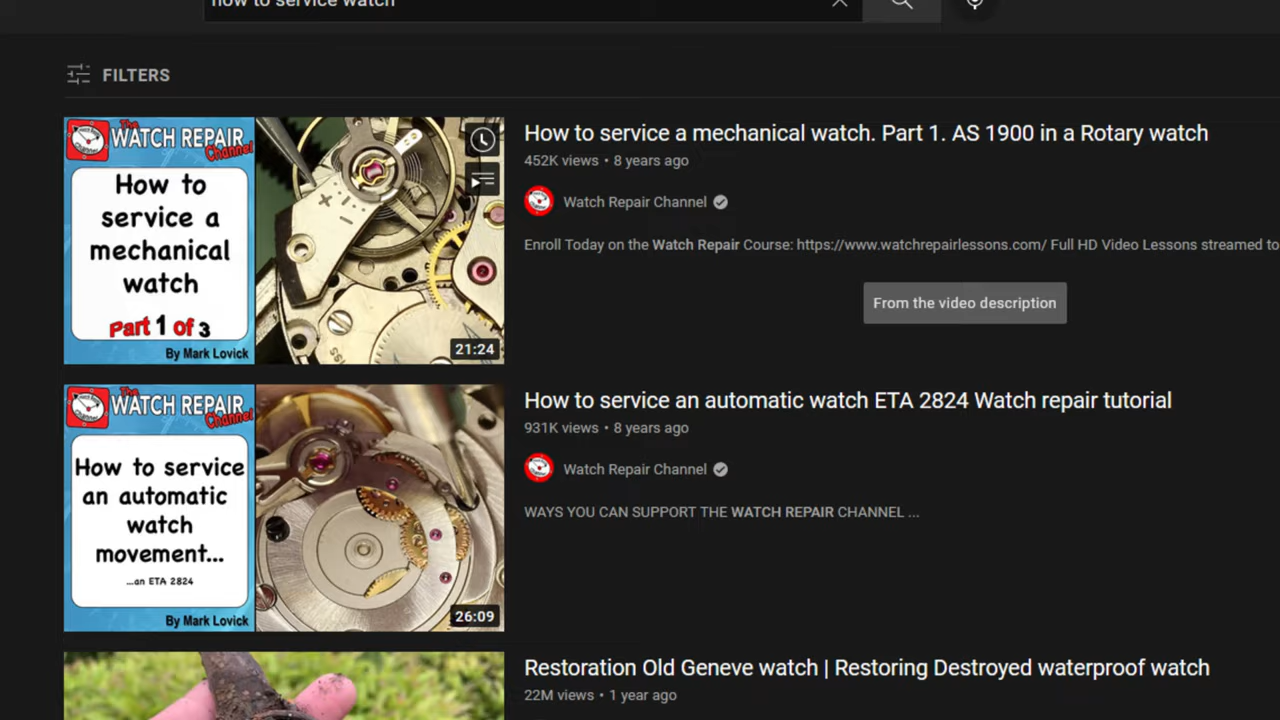 how to service watch
FILTERS
The
WATCH REPAIR
Channel
How to
service a
mechanical
watch
Part 1 of 3
By Mark Lovick
21:24
How to service a mechanical watch. Part 1. AS 1900 in a Rotary watch
452K views • 8 years ago
Watch Repair Channel
Enroll Today on the Watch Repair Course: https://www.watchrepairlessons.com/ Full HD Video Lessons streamed to
From the video description
The
WATCH REPAIR
Channel
How to service
an automatic
watch
movement...
...an ETA 2824
By Mark Lovick
26:09
How to service an automatic watch ETA 2824 Watch repair tutorial
931K views • 8 years ago
Watch Repair Channel
WAYS YOU CAN SUPPORT THE WATCH REPAIR CHANNEL ...
Restoration Old Geneve watch | Restoring Destroyed waterproof watch
22M views • 1 year ago